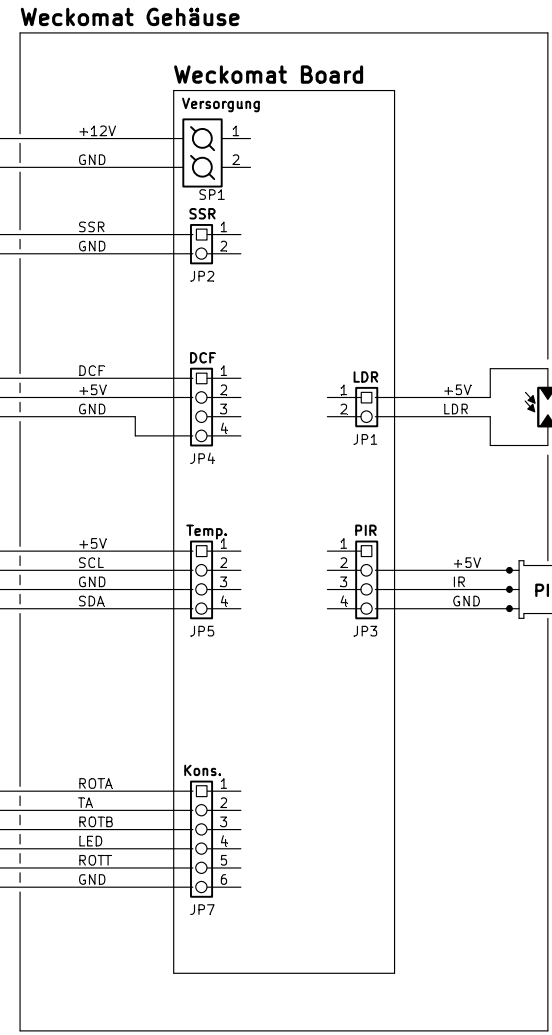 Weckomat Gehäuse
Weckomat Board
Versorgung
+12V 1
GND 2
SP1
SSR
SSR 1
GND 2
JP2
DCF
DCF 1
+5V 2
GND 3
4
JP4
LDR
1 +5V
2 LDR
JP1
Temp.
+5V 1
SCL 2
GND 3
SDA 4
JP5
PIR
1
2 +5V
3 IR
4 GND
JP3
PI
Kons.
ROTA 1
TA 2
ROTB 3
LED 4
ROTT 5
GND 6
JP7